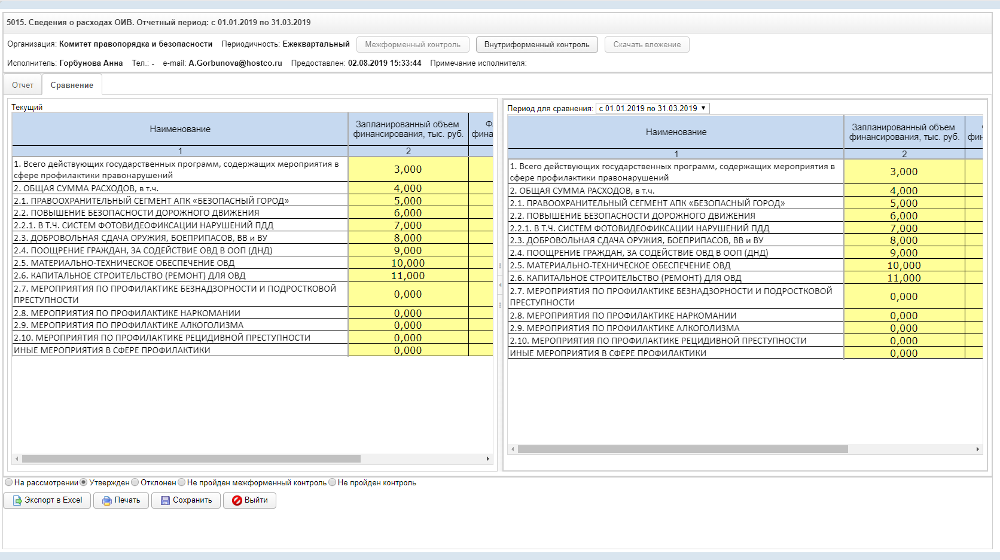 5015. Сведения о расходах ОИВ. Отчетный период: с 01.01.2019 по 31.03.2019
Организация: Комитет правопорядка и безопасности Периодичность: Ежеквартальный Межформенный контроль Внутриформенный контроль Скачать вложение
Исполнитель: Горбунова Анна Тел.: - e-mail: A.Gorbunova@hostco.ru Предоставлен: 02.08.2019 15:33:44 Примечание исполнителя:
Отчет Сравнение
Текущий
Наименование
Запланированный объем
финансирования, тыс. руб.
Ф
фина
1 2
1. Всего действующих государственных программ, содержащих мероприятия в
сфере профилактики правонарушений
3,000
2. ОБЩАЯ СУММА РАСХОДОВ, в т.ч. 4,000
2.1. ПРАВООХРАНИТЕЛЬНЫЙ СЕГМЕНТ АПК «БЕЗОПАСНЫЙ ГОРОД» 5,000
2.2. ПОВЫШЕНИЕ БЕЗОПАСНОСТИ ДОРОЖНОГО ДВИЖЕНИЯ 6,000
2.2.1. В Т.Ч. СИСТЕМ ФОТОВИДЕОФИКСАЦИИ НАРУШЕНИЙ ПДД 7,000
2.3. ДОБРОВОЛЬНАЯ СДАЧА ОРУЖИЯ, БОЕПРИПАСОВ, ВВ и ВУ 8,000
2.4. ПООЩРЕНИЕ ГРАЖДАН, ЗА СОДЕЙСТВИЕ ОВД В ООП (ДНД) 9,000
2.5. МАТЕРИАЛЬНО-ТЕХНИЧЕСКОЕ ОБЕСПЕЧЕНИЕ ОВД 10,000
2.6. КАПИТАЛЬНОЕ СТРОИТЕЛЬСТВО (РЕМОНТ) ДЛЯ ОВД 11,000
2.7. МЕРОПРИЯТИЯ ПО ПРОФИЛАКТИКЕ БЕЗНАДЗОРНОСТИ И ПОДРОСТКОВОЙ
ПРЕСТУПНОСТИ
0,000
2.8. МЕРОПРИЯТИЯ ПО ПРОФИЛАКТИКЕ НАРКОМАНИИ 0,000
2.9. МЕРОПРИЯТИЯ ПО ПРОФИЛАКТИКЕ АЛКОГОЛИЗМА 0,000
2.10. МЕРОПРИЯТИЯ ПО ПРОФИЛАКТИКЕ РЕЦИДИВНОЙ ПРЕСТУПНОСТИ 0,000
ИНЫЕ МЕРОПРИЯТИЯ В СФЕРЕ ПРОФИЛАКТИКИ 0,000
Период для сравнения: с 01.01.2019 по 31.03.2019
Наименование
Запланированный объем
финансирования, тыс. руб.
фин
1 2
1. Всего действующих государственных программ, содержащих мероприятия в
сфере профилактики правонарушений
3,000
2. ОБЩАЯ СУММА РАСХОДОВ, в т.ч. 4,000
2.1. ПРАВООХРАНИТЕЛЬНЫЙ СЕГМЕНТ АПК «БЕЗОПАСНЫЙ ГОРОД» 5,000
2.2. ПОВЫШЕНИЕ БЕЗОПАСНОСТИ ДОРОЖНОГО ДВИЖЕНИЯ 6,000
2.2.1. В Т.Ч. СИСТЕМ ФОТОВИДЕОФИКСАЦИИ НАРУШЕНИЙ ПДД 7,000
2.3. ДОБРОВОЛЬНАЯ СДАЧА ОРУЖИЯ, БОЕПРИПАСОВ, ВВ и ВУ 8,000
2.4. ПООЩРЕНИЕ ГРАЖДАН, ЗА СОДЕЙСТВИЕ ОВД В ООП (ДНД) 9,000
2.5. МАТЕРИАЛЬНО-ТЕХНИЧЕСКОЕ ОБЕСПЕЧЕНИЕ ОВД 10,000
2.6. КАПИТАЛЬНОЕ СТРОИТЕЛЬСТВО (РЕМОНТ) ДЛЯ ОВД 11,000
2.7. МЕРОПРИЯТИЯ ПО ПРОФИЛАКТИКЕ БЕЗНАДЗОРНОСТИ И ПОДРОСТКОВОЙ
ПРЕСТУПНОСТИ
0,000
2.8. МЕРОПРИЯТИЯ ПО ПРОФИЛАКТИКЕ НАРКОМАНИИ 0,000
2.9. МЕРОПРИЯТИЯ ПО ПРОФИЛАКТИКЕ АЛКОГОЛИЗМА 0,000
2.10. МЕРОПРИЯТИЯ ПО ПРОФИЛАКТИКЕ РЕЦИДИВНОЙ ПРЕСТУПНОСТИ 0,000
ИНЫЕ МЕРОПРИЯТИЯ В СФЕРЕ ПРОФИЛАКТИКИ 0,000
На рассмотрении Утвержден Отклонен Не пройден межформенный контроль Не пройден контроль
Экспорт в Excel Печать Сохранить Выйти